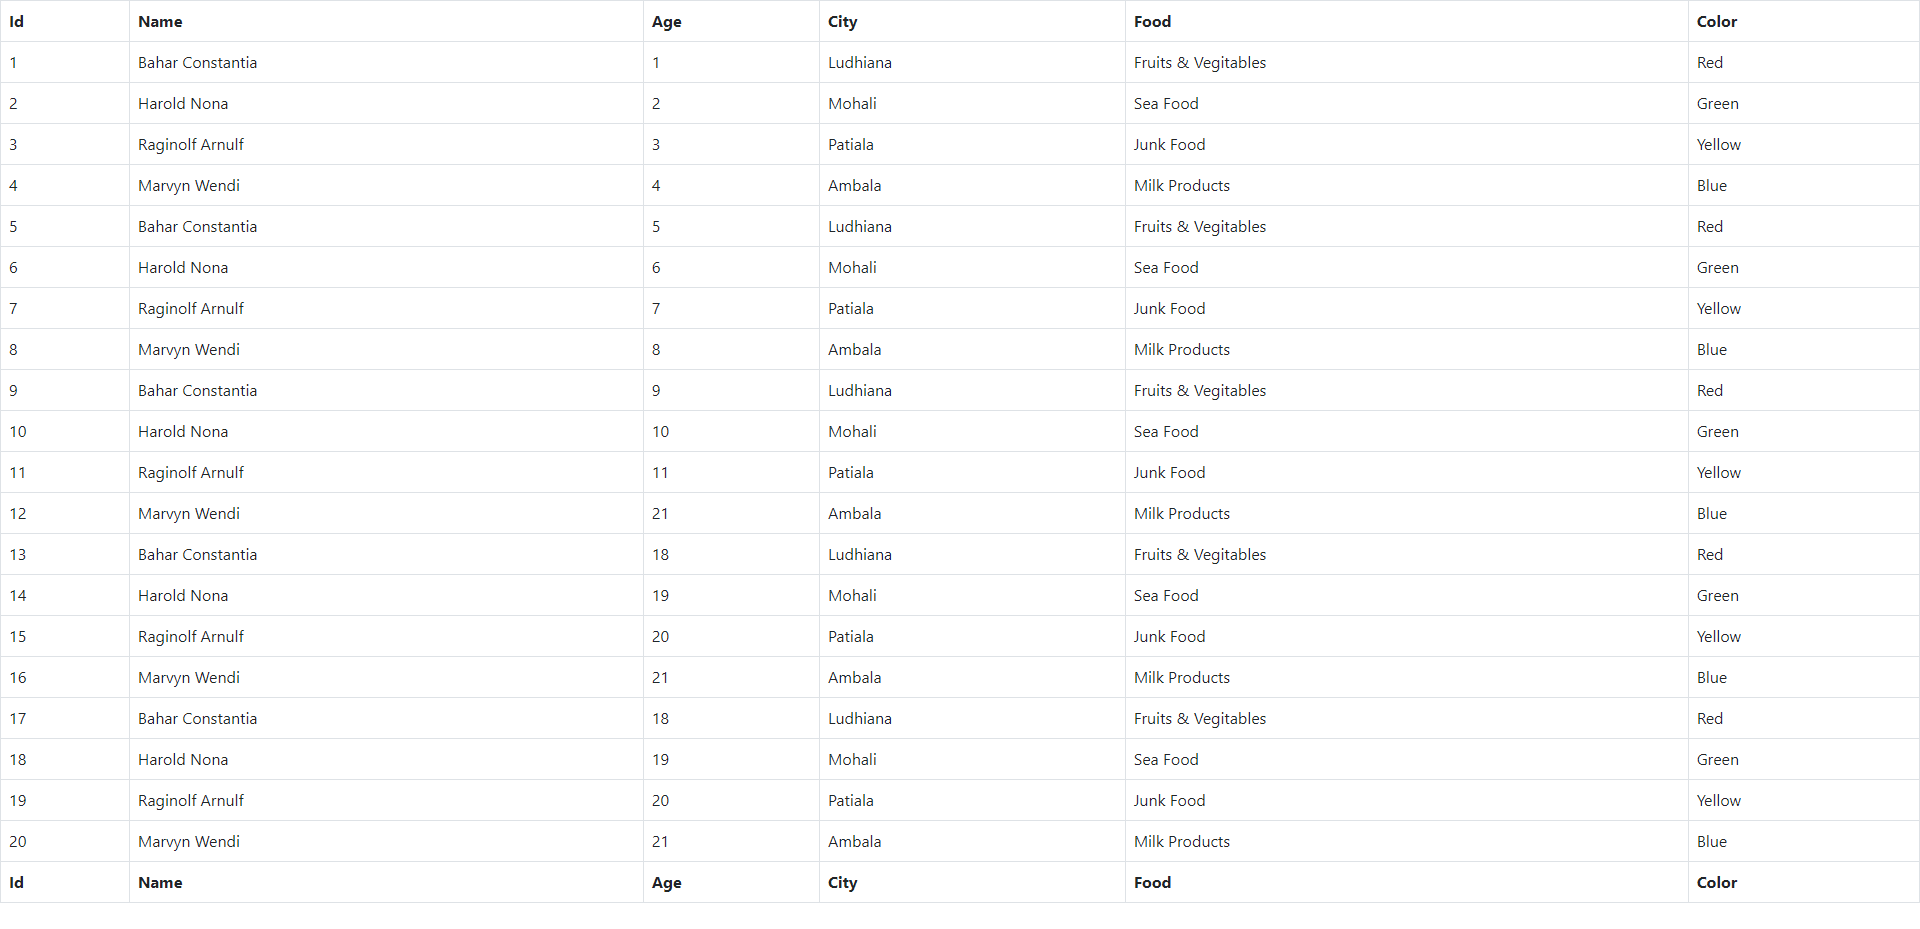 Id Name Age City Food Color
1 Bahar Constantia 1 Ludhiana Fruits & Vegitables Red
2 Harold Nona 2 Mohali Sea Food Green
3 Raginolf Arnulf 3 Patiala Junk Food Yellow
4 Marvyn Wendi 4 Ambala Milk Products Blue
5 Bahar Constantia 5 Ludhiana Fruits & Vegitables Red
6 Harold Nona 6 Mohali Sea Food Green
7 Raginolf Arnulf 7 Patiala Junk Food Yellow
8 Marvyn Wendi 8 Ambala Milk Products Blue
9 Bahar Constantia 9 Ludhiana Fruits & Vegitables Red
10 Harold Nona 10 Mohali Sea Food Green
11 Raginolf Arnulf 11 Patiala Junk Food Yellow
12 Marvyn Wendi 21 Ambala Milk Products Blue
13 Bahar Constantia 18 Ludhiana Fruits & Vegitables Red
14 Harold Nona 19 Mohali Sea Food Green
15 Raginolf Arnulf 20 Patiala Junk Food Yellow
16 Marvyn Wendi 21 Ambala Milk Products Blue
17 Bahar Constantia 18 Ludhiana Fruits & Vegitables Red
18 Harold Nona 19 Mohali Sea Food Green
19 Raginolf Arnulf 20 Patiala Junk Food Yellow
20 Marvyn Wendi 21 Ambala Milk Products Blue
Id Name Age City Food Color